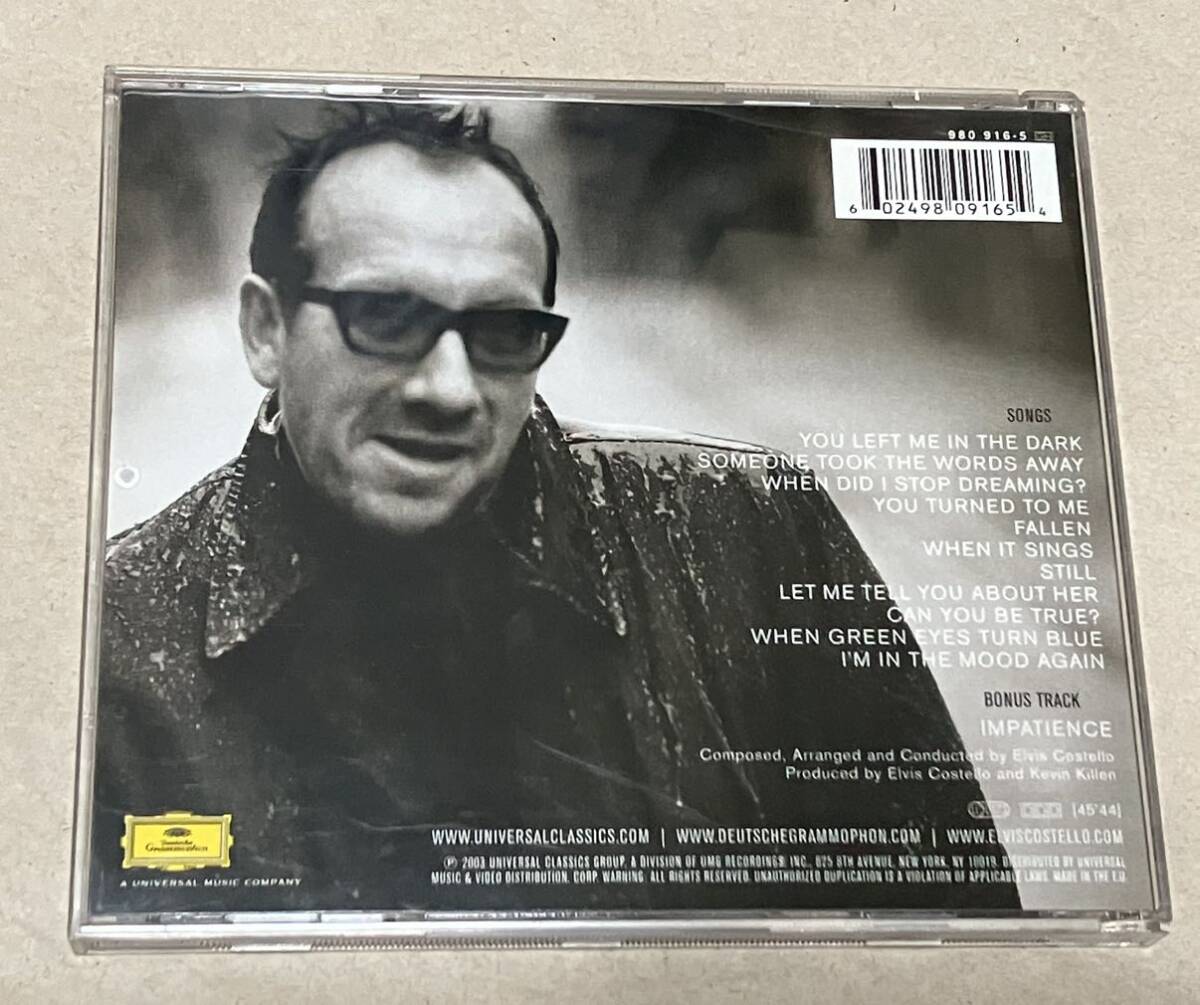 980 916-5
6 02498 09165 4
SONGS
YOU LEFT ME IN THE DARK
SOMEONE TOOK THE WORDS AWAY
WHEN DID I STOP DREAMING?
YOU TURNED TO ME
FALLEN
WHEN IT SINGS
STILL
LET ME TELL YOU ABOUT HER
CAN YOU BE TRUE?
WHEN GREEN EYES TURN BLUE
I'M IN THE MOOD AGAIN
BONUS TRACK
IMPATIENCE
Composed, Arranged and Conducted by Elvis Costello
Produced by Elvis Costello and Kevin Killen
[45'44]
WWW.UNIVERSALCLASSICS.COM | WWW.DEUTSCHEGRAMMOPHON.COM | WWW.ELVISCOSTELLO.COM
Deutsche
Grammophon
A UNIVERSAL MUSIC COMPANY
℗ 2003 UNIVERSAL CLASSICS GROUP, A DIVISION OF UMG RECORDINGS INC., 825 8TH AVENUE, NEW YORK, NY 10019. DISTRIBUTED BY UNIVERSAL
MUSIC & VIDEO DISTRIBUTION, CORP. WARNING: ALL RIGHTS RESERVED. UNAUTHORIZED DUPLICATION IS A VIOLATION OF APPLICABLE LAWS. MADE IN THE E.U.